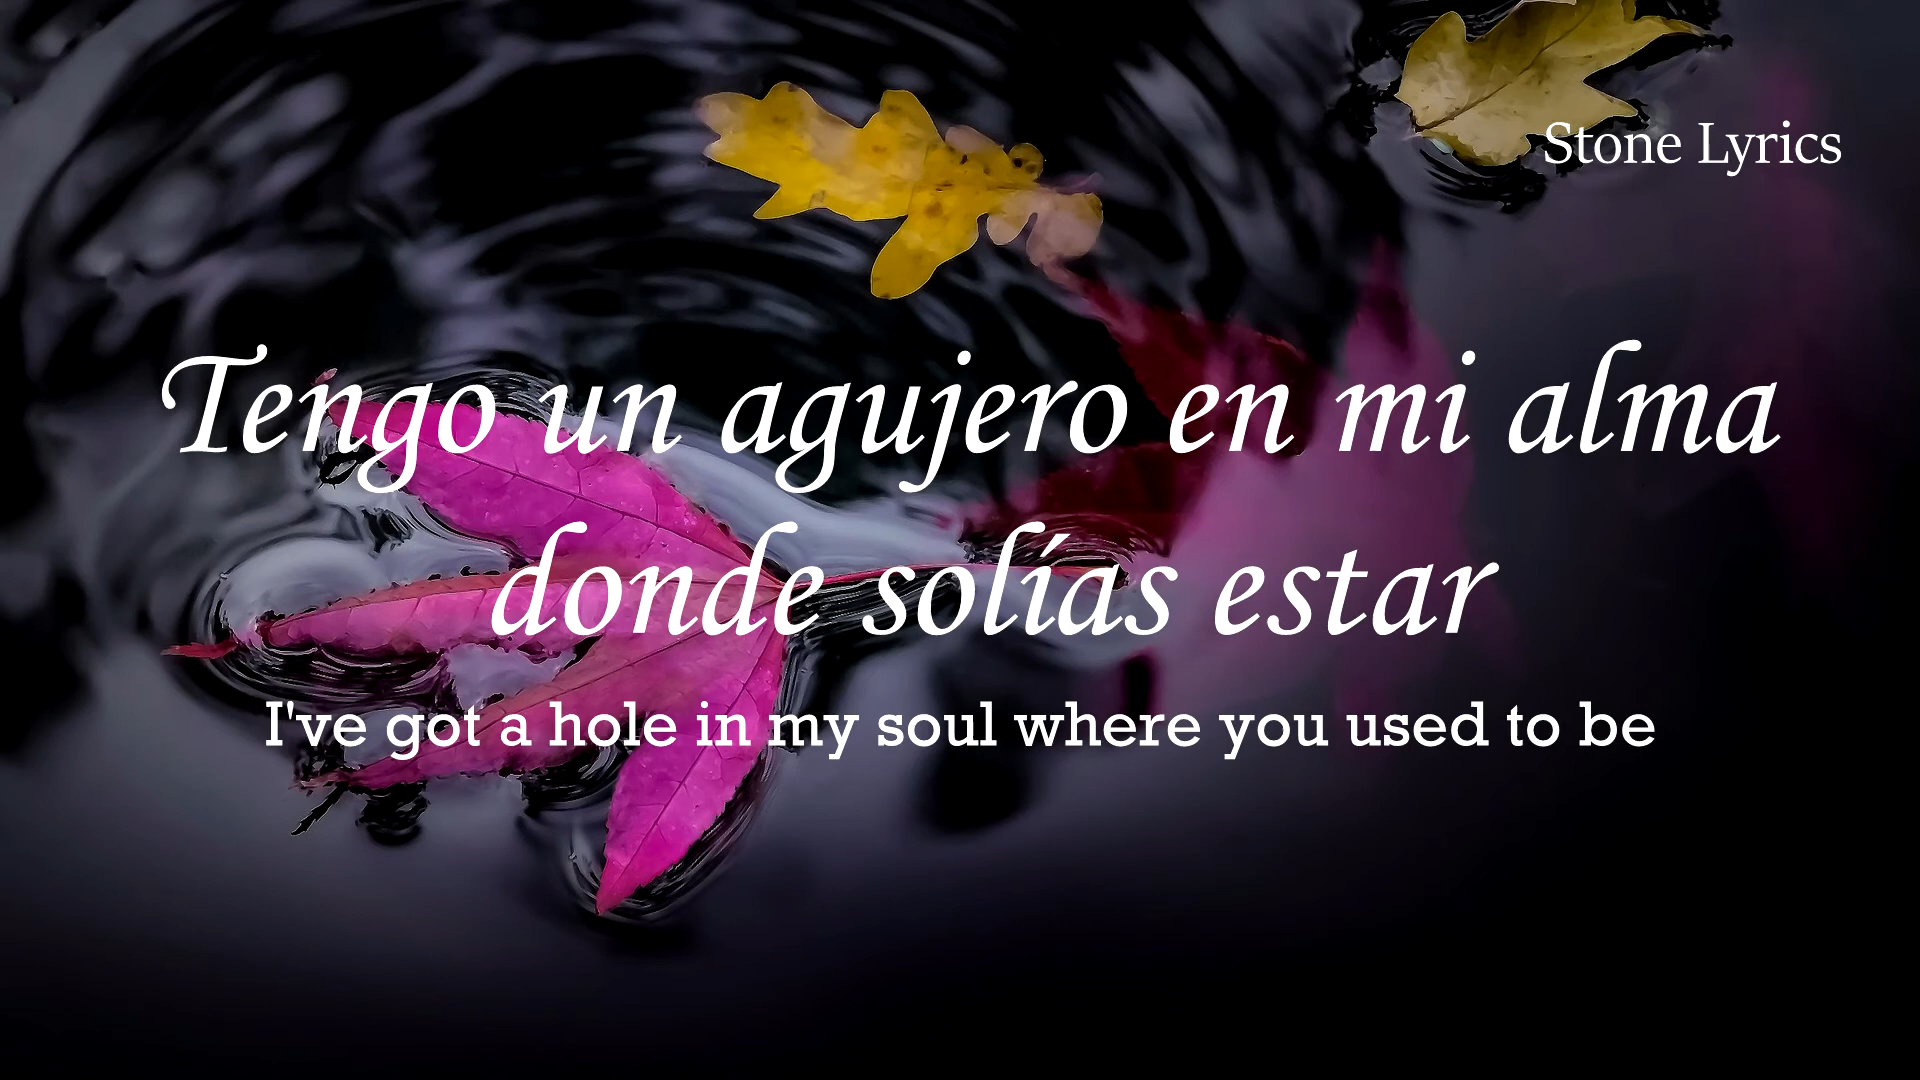 Stone Lyrics
Tengo un agujero en mi alma
donde solías estar
I've got a hole in my soul where you used to be